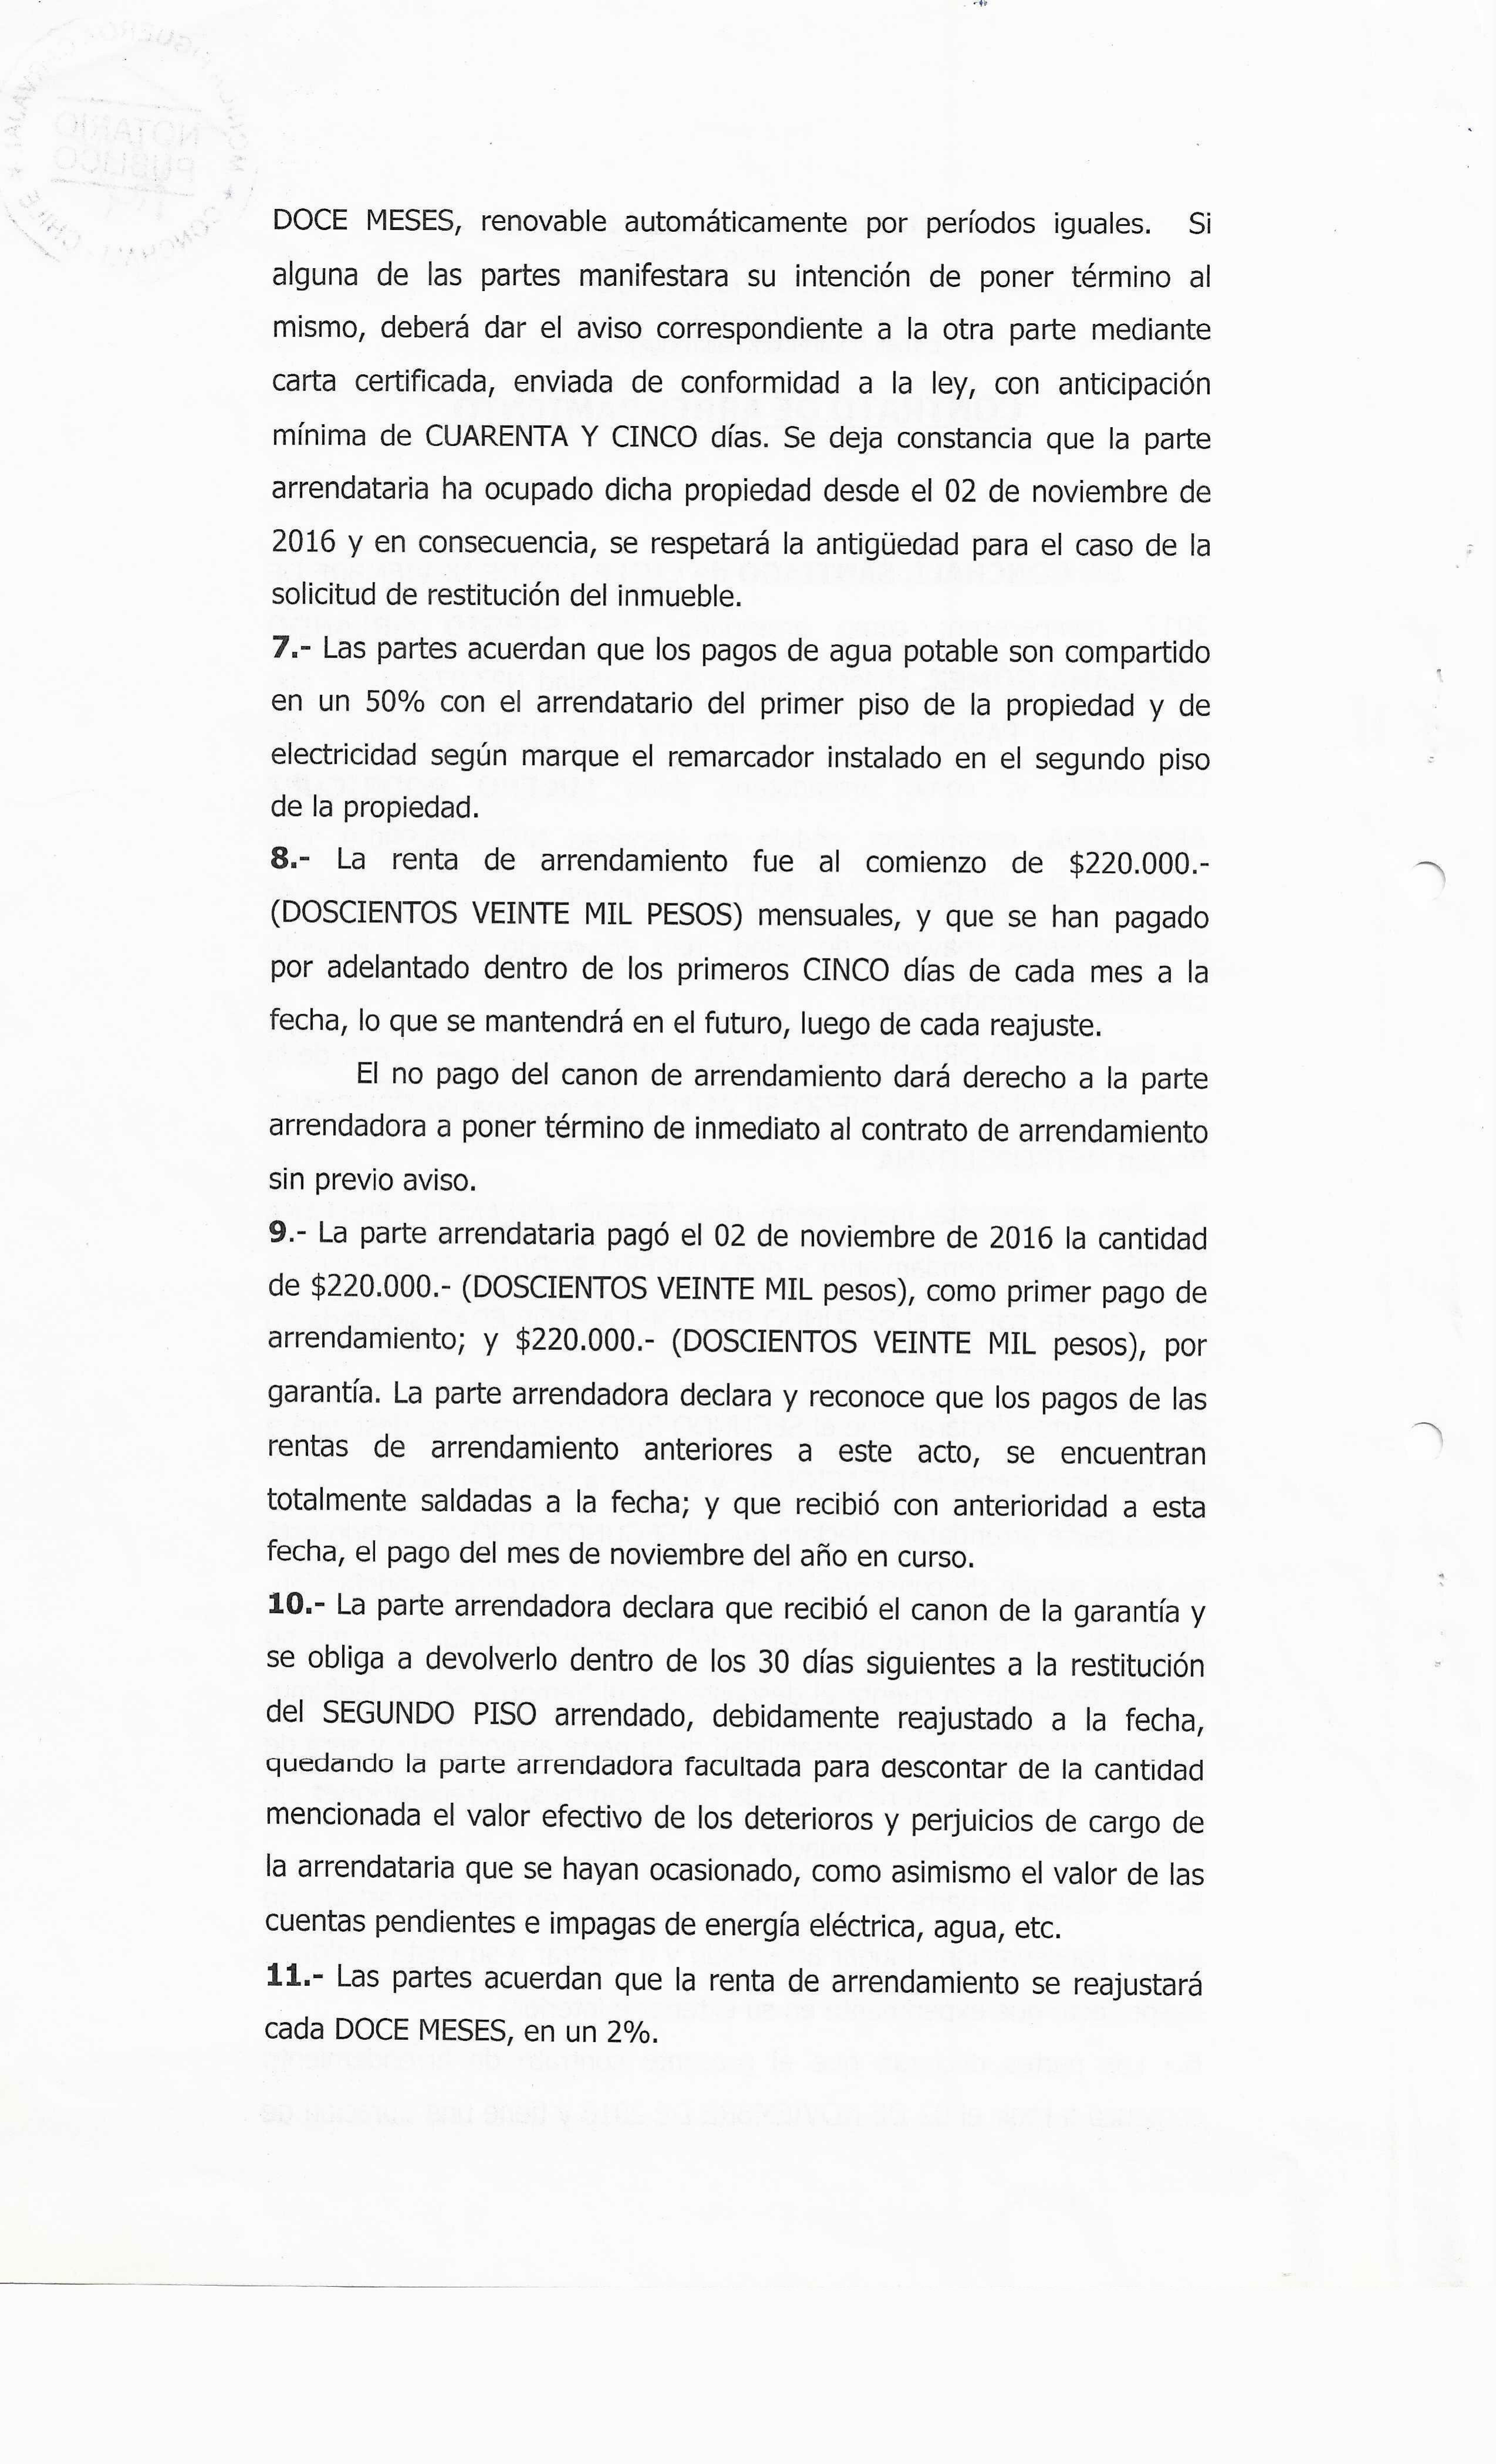 NOTARIO
PUBLICO
DOCE MESES, renovable automáticamente por períodos iguales. Si
alguna de las partes manifestara su intención de poner término al
mismo, deberá dar el aviso correspondiente a la otra parte mediante
carta certificada, enviada de conformidad a la ley, con anticipación
mínima de CUARENTA Y CINCO días. Se deja constancia que la parte
arrendataria ha ocupado dicha propiedad desde el 02 de noviembre de
2016 y en consecuencia, se respetará la antigüedad para el caso de la
solicitud de restitución del inmueble.
7.- Las partes acuerdan que los pagos de agua potable son compartido
en un 50% con el arrendatario del primer piso de la propiedad y de
electricidad según marque el remarcador instalado en el segundo piso
de la propiedad.
8.- La renta de arrendamiento fue al comienzo de $220.000.-
(DOSCIENTOS VEINTE MIL PESOS) mensuales, y que se han pagado
por adelantado dentro de los primeros CINCO días de cada mes a la
fecha, lo que se mantendrá en el futuro, luego de cada reajuste.
El no pago del canon de arrendamiento dará derecho a la parte
arrendadora a poner término de inmediato al contrato de arrendamiento
sin previo aviso.
9.- La parte arrendataria pagó el 02 de noviembre de 2016 la cantidad
de $220.000.- (DOSCIENTOS VEINTE MIL pesos), como primer pago de
arrendamiento; y $220.000.- (DOSCIENTOS VEINTE MIL pesos), por
garantía. La parte arrendadora declara y reconoce que los pagos de las
rentas de arrendamiento anteriores a este acto, se encuentran
totalmente saldadas a la fecha; y que recibió con anterioridad a esta
fecha, el pago del mes de noviembre del año en curso.
10.- La parte arrendadora declara que recibió el canon de la garantía y
se obliga a devolverlo dentro de los 30 días siguientes a la restitución
del SEGUNDO PISO arrendado, debidamente reajustado a la fecha,
quedando la parte arrendadora facultada para descontar de la cantidad
mencionada el valor efectivo de los deterioros y perjuicios de cargo de
la arrendataria que se hayan ocasionado, como asimismo el valor de las
cuentas pendientes e impagas de energía eléctrica, agua, etc.
11.- Las partes acuerdan que la renta de arrendamiento se reajustará
cada DOCE MESES, en un 2%.